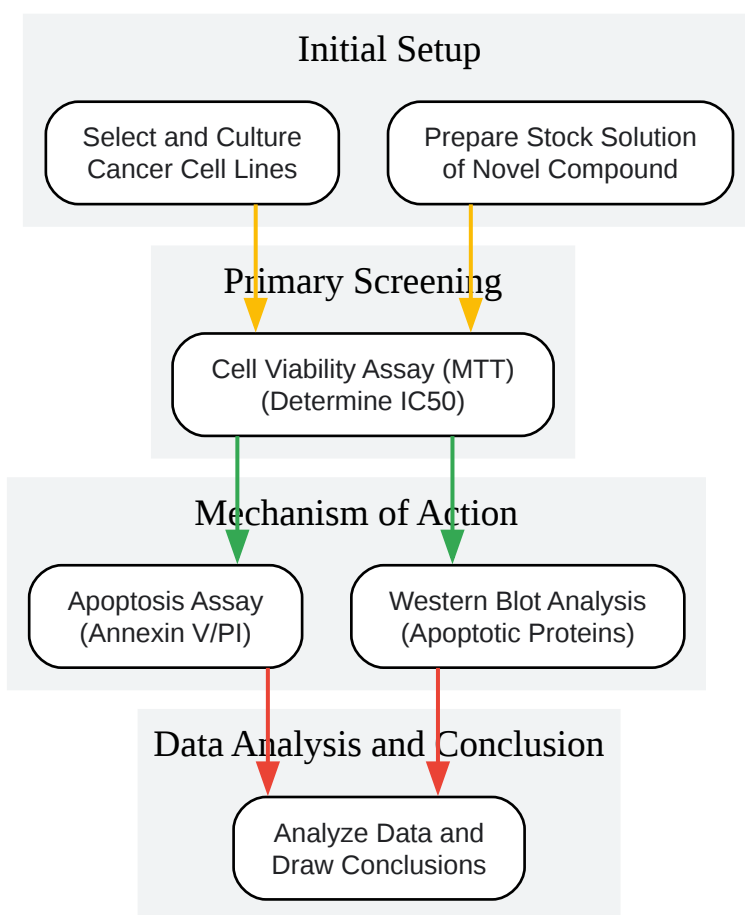 Initial Setup
Select and Culture
Cancer Cell Lines
Prepare Stock Solution
of Novel Compound
Primary Screening
Cell Viability Assay (MTT)
(Determine IC50)
Mechanism of Action
Apoptosis Assay
(Annexin V/PI)
Western Blot Analysis
(Apoptotic Proteins)
Data Analysis and Conclusion
Analyze Data and
Draw Conclusions